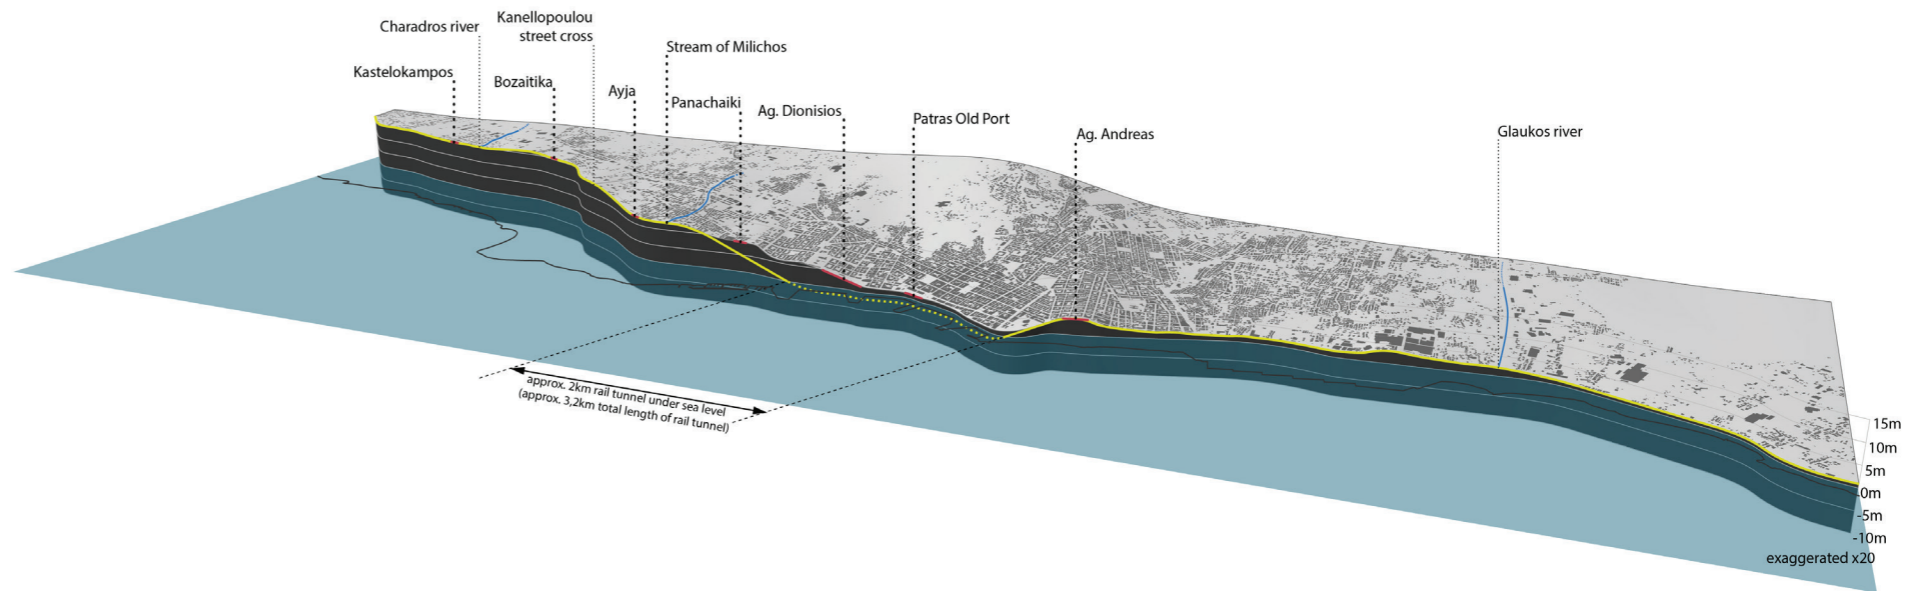 Kanellopoulou
street cross
Charadros river
Stream of Milichos
Kastelokampos
Bozaitika
Ayja
Panachaiki
Ag. Dionisios
Patras Old Port
Ag. Andreas
Glaukos river
approx. 2km rail tunnel under sea level
(approx. 3,2km total length of rail tunnel)
15m
10m
5m
0m
-5m
-10m
exaggerated x20